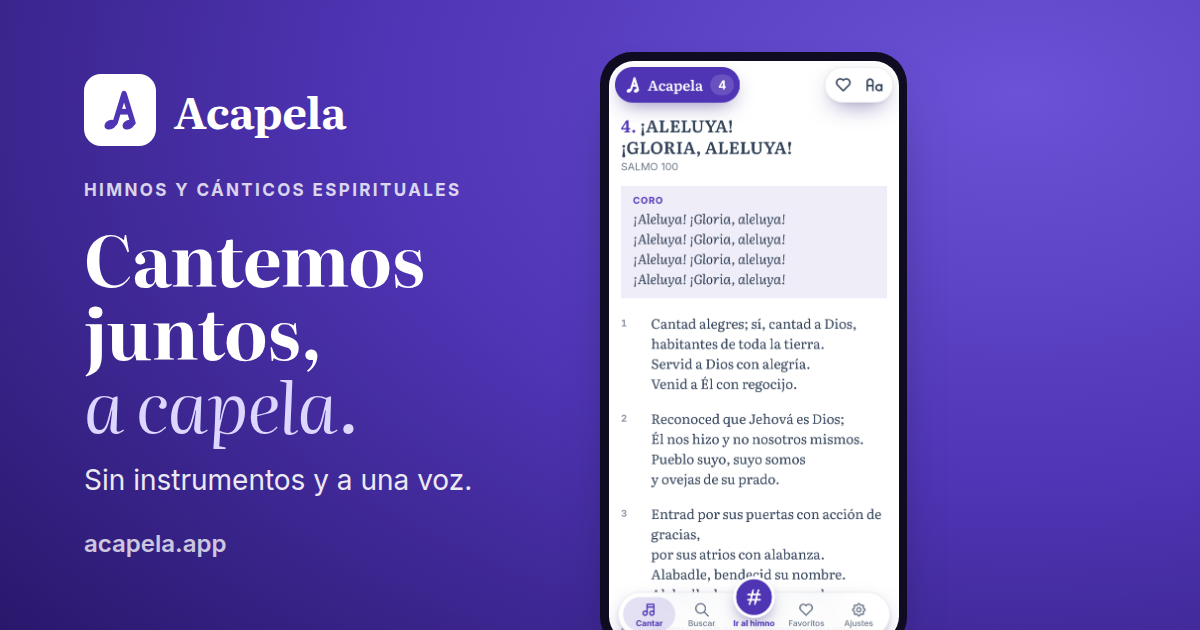 Acapela
HIMNOS Y CÁNTICOS ESPIRITUALES
Cantemos
juntos,
a capela.
Sin instrumentos y a una voz.
acapela.app
Acapela 4
Aa
4. ¡ALELUYA!
¡GLORIA, ALELUYA!
SALMO 100
CORO
¡Aleluya! ¡Gloria, aleluya!
¡Aleluya! ¡Gloria, aleluya!
¡Aleluya! ¡Gloria, aleluya!
¡Aleluya! ¡Gloria, aleluya!
1 Cantad alegres; sí, cantad a Dios,
habitantes de toda la tierra.
Servid a Dios con alegría.
Venid a Él con regocijo.
2 Reconoced que Jehová es Dios;
Él nos hizo y no nosotros mismos.
Pueblo suyo, suyo somos
y ovejas de su prado.
3 Entrad por sus puertas con acción de
gracias,
por sus atrios con alabanza.
Alabadle, bendecid su nombre.
#
Cantar Buscar Ir al himno Favoritos Ajustes